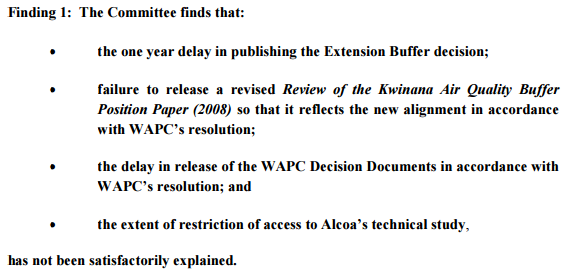 Finding 1: The Committee finds that:
• the one year delay in publishing the Extension Buffer decision;
• failure to release a revised Review of the Kwinana Air Quality Buffer
Position Paper (2008) so that it reflects the new alignment in accordance
with WAPC's resolution;
• the delay in release of the WAPC Decision Documents in accordance with
WAPC's resolution; and
• the extent of restriction of access to Alcoa's technical study,
has not been satisfactorily explained.